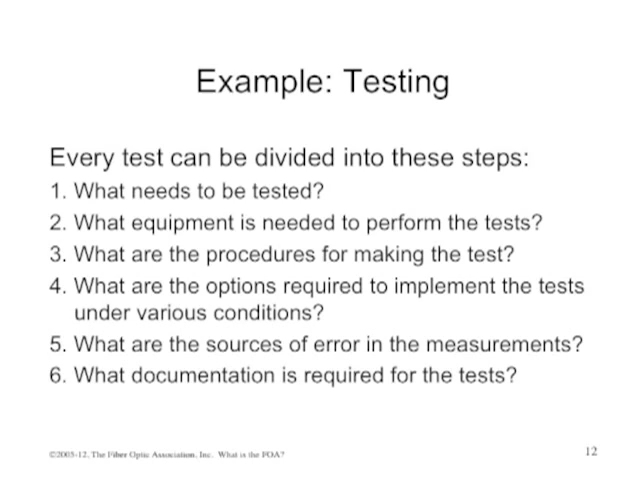 Example: Testing
Every test can be divided into these steps:
1. What needs to be tested?
2. What equipment is needed to perform the tests?
3. What are the procedures for making the test?
4. What are the options required to implement the tests
under various conditions?
5. What are the sources of error in the measurements?
6. What documentation is required for the tests?
©2005-12, The Fiber Optic Association, Inc. What is the FOA?
12